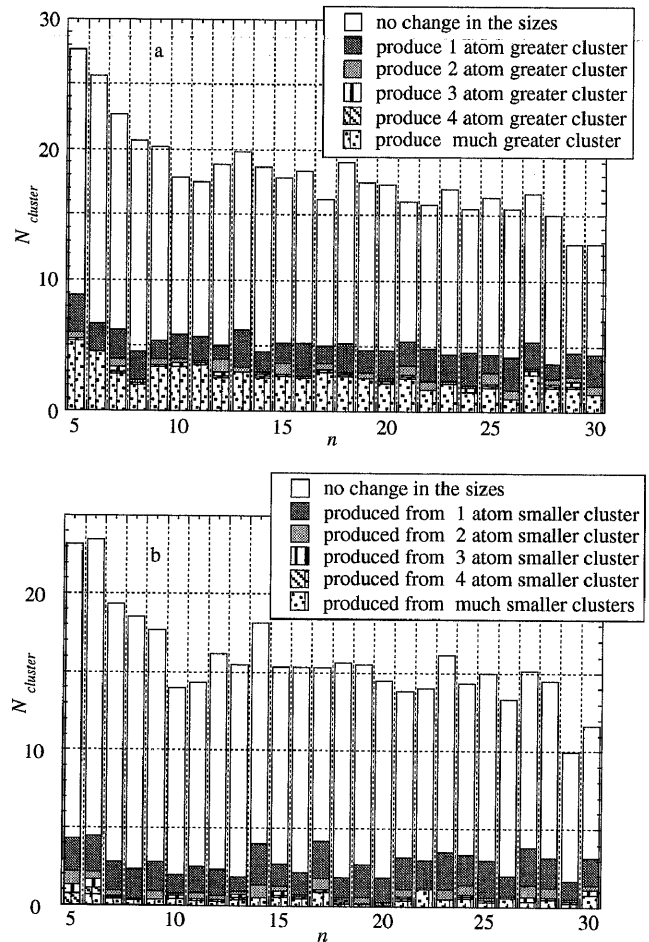 30
20
10
0
N cluster
a
no change in the sizes
produce 1 atom greater cluster
produce 2 atom greater cluster
produce 3 atom greater cluster
produce 4 atom greater cluster
produce much greater cluster
5 10 15 20 25 30
n
20
10
0
N cluster
b
no change in the sizes
produced from 1 atom smaller cluster
produced from 2 atom smaller cluster
produced from 3 atom smaller cluster
produced from 4 atom smaller cluster
produced from much smaller clusters
5 10 15 20 25 30
n